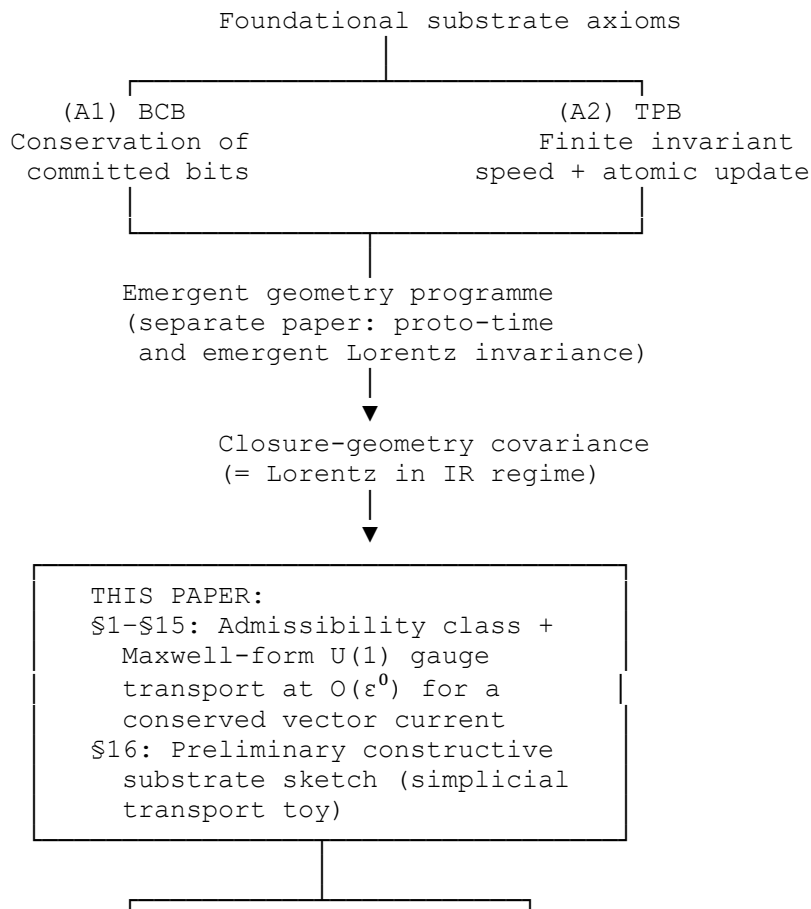 Foundational substrate axioms
(A1) BCB
Conservation of
committed bits
(A2) TPB
Finite invariant
speed + atomic update
Emergent geometry programme
(separate paper: proto-time
and emergent Lorentz invariance)
Closure-geometry covariance
(= Lorentz in IR regime)
THIS PAPER:
§1–§15: Admissibility class +
Maxwell-form U(1) gauge
transport at O(ε⁰) for a
conserved vector current
§16: Preliminary constructive
substrate sketch (simplicial
transport toy)